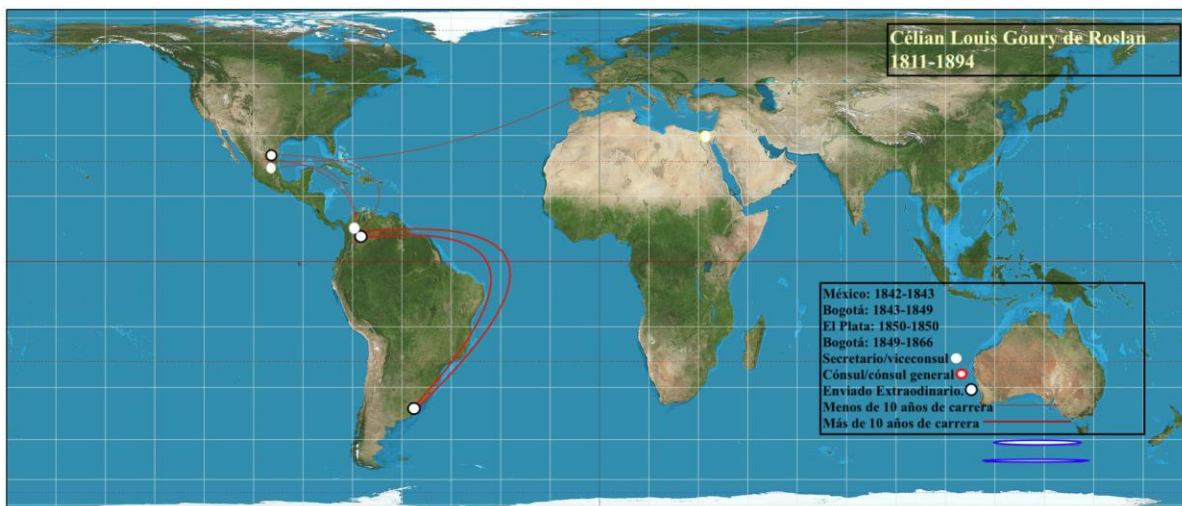 Célian Louis Goury de Roslan
1811-1894
México: 1842-1843
Bogotá: 1843-1849
El Plata: 1850-1850
Bogotá: 1849-1866
Secretario/viceconsul
Cónsul/cónsul general
Enviado Extraodinario.
Menos de 10 años de carrera
Más de 10 años de carrera